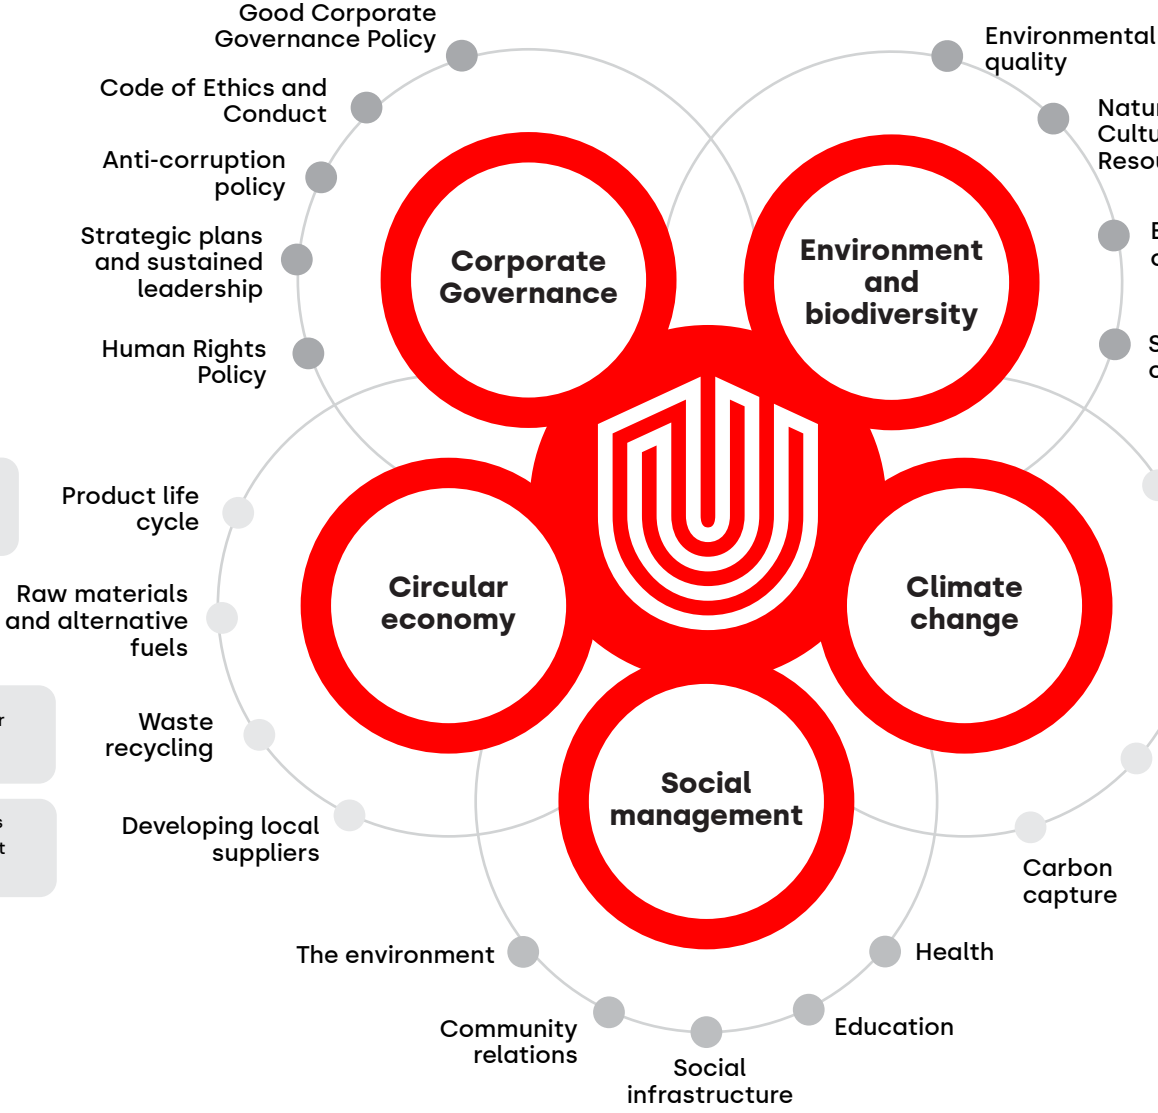 Good Corporate
Governance Policy
Code of Ethics and
Conduct
Anti-corruption
policy
Strategic plans
and sustained
leadership
Human Rights
Policy
Environmental
quality
Corporate
Governance
Environment
and
biodiversity
Product life
cycle
Raw materials
and alternative
fuels
Waste
recycling
Developing local
suppliers
Circular
economy
Climate
change
Social
management
Carbon
capture
The environment
Community
relations
Social
infrastructure
Education
Health